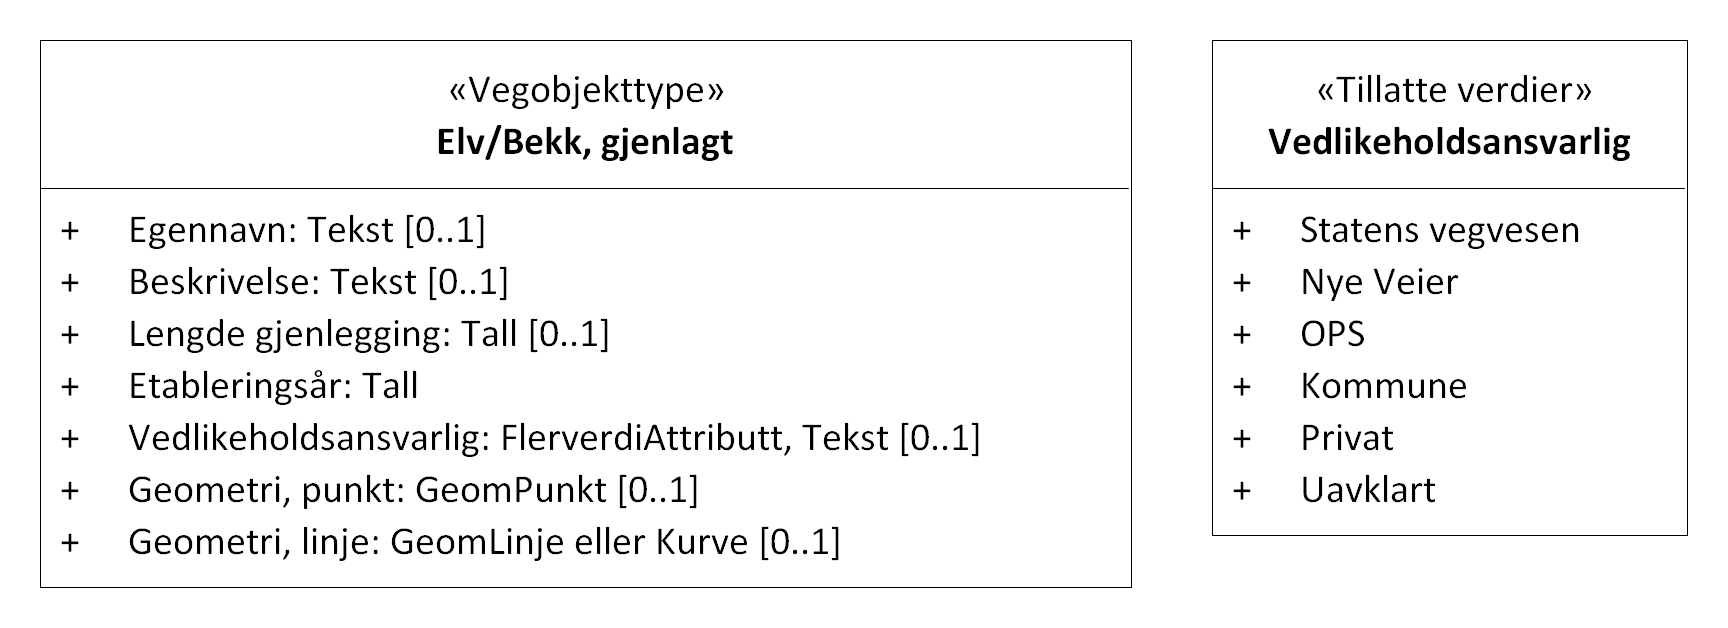 «Vegobjekttype»
Elv/Bekk, gjenlagt
+ Egennavn: Tekst [0..1]
+ Beskrivelse: Tekst [0..1]
+ Lengde gjenlegging: Tall [0..1]
+ Etableringsår: Tall
+ Vedlikeholdsansvarlig: FlerverdiAttributt, Tekst [0..1]
+ Geometri, punkt: GeomPunkt [0..1]
+ Geometri, linje: GeomLinje eller Kurve [0..1]
«Tillatte verdier»
Vedlikeholdsansvarlig
+ Statens vegvesen
+ Nye Veier
+ OPS
+ Kommune
+ Privat
+ Uavklart